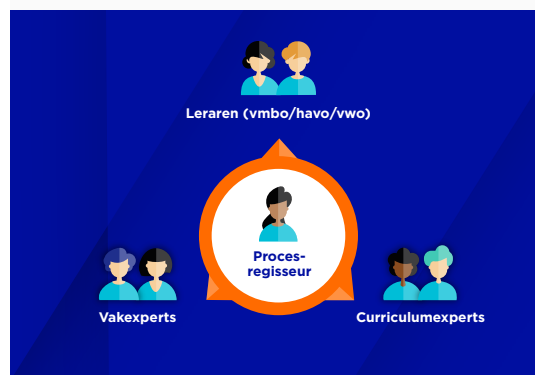 Leraren (vmbo/havo/vwo)
Proces-
regisseur
Vakexperts
Curriculumexperts